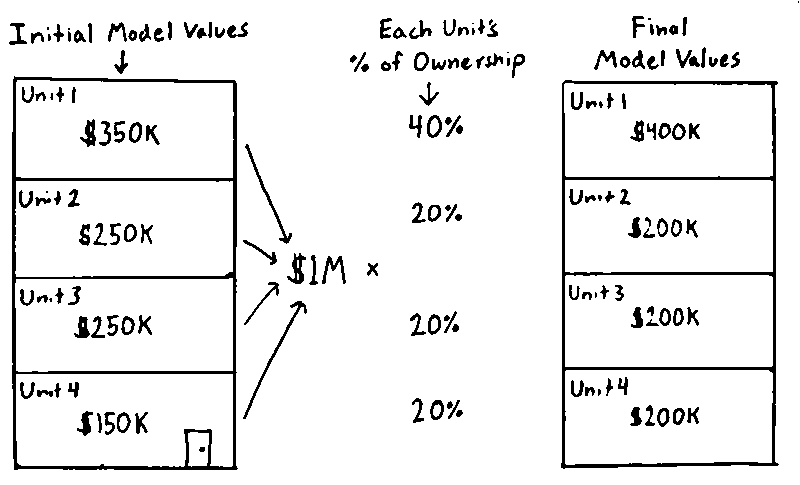 Initial Model Values
Each Unit's
% of Ownership
Final
Model Values
Unit 1
$350K
40%
Unit 1
$400K
Unit 2
$250K
20%
Unit 2
$200K
$1M ×
Unit 3
$250K
20%
Unit 3
$200K
Unit 4
$150K
20%
Unit 4
$200K